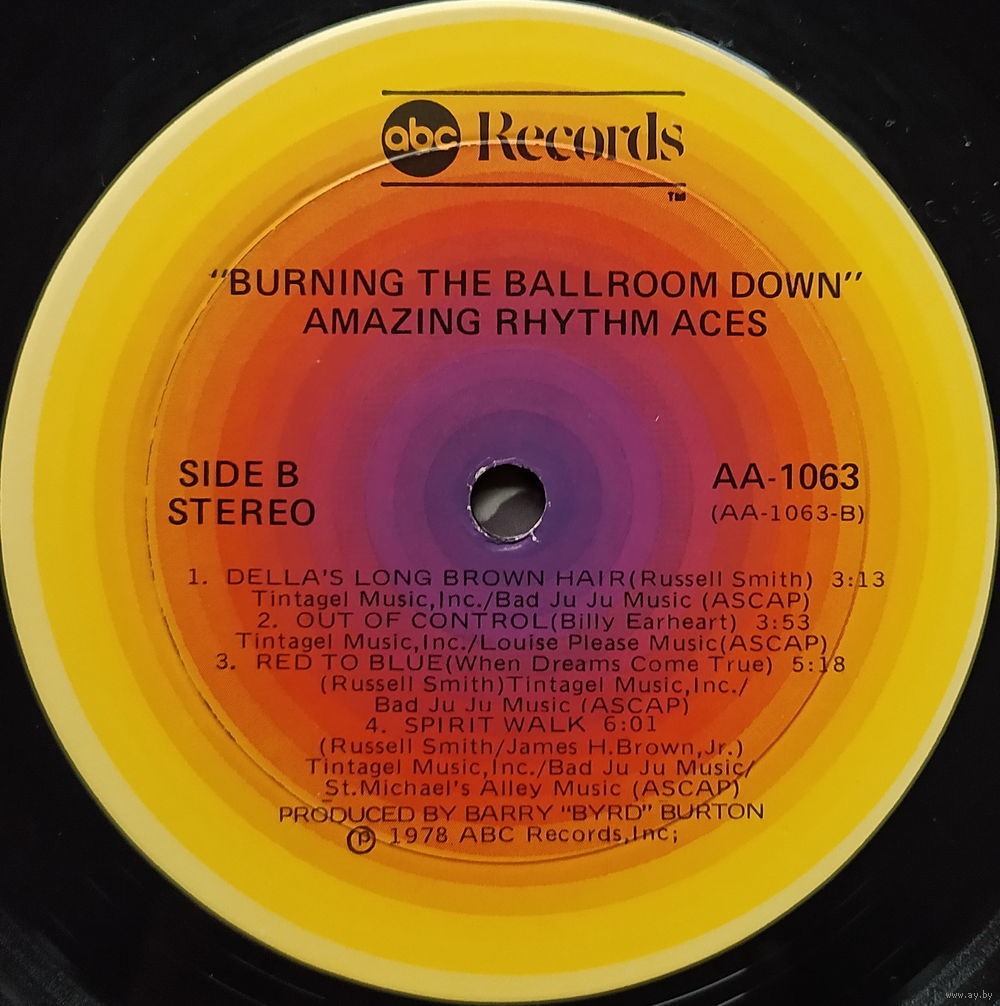 abc Records
TM
"BURNING THE BALLROOM DOWN"
AMAZING RHYTHM ACES
SIDE B
STEREO
AA-1063
(AA-1063-B)
1. DELLA'S LONG BROWN HAIR(Russell Smith) 3:13
Tintagel Music,Inc./Bad Ju Ju Music (ASCAP)
2. OUT OF CONTROL(Billy Earheart) 3:53
Tintagel Music,Inc./Louise Please Music(ASCAP)
3. RED TO BLUE(When Dreams Come True) 5:18
(Russell Smith)Tintagel Music,Inc./
Bad Ju Ju Music (ASCAP)
4. SPIRIT WALK 6:01
(Russell Smith/James H.Brown,Jr.)
Tintagel Music,Inc./Bad Ju Ju Music/
St.Michael's Alley Music (ASCAP)
PRODUCED BY BARRY "BYRD" BURTON
℗ 1978 ABC Records,Inc;
www.ay.by